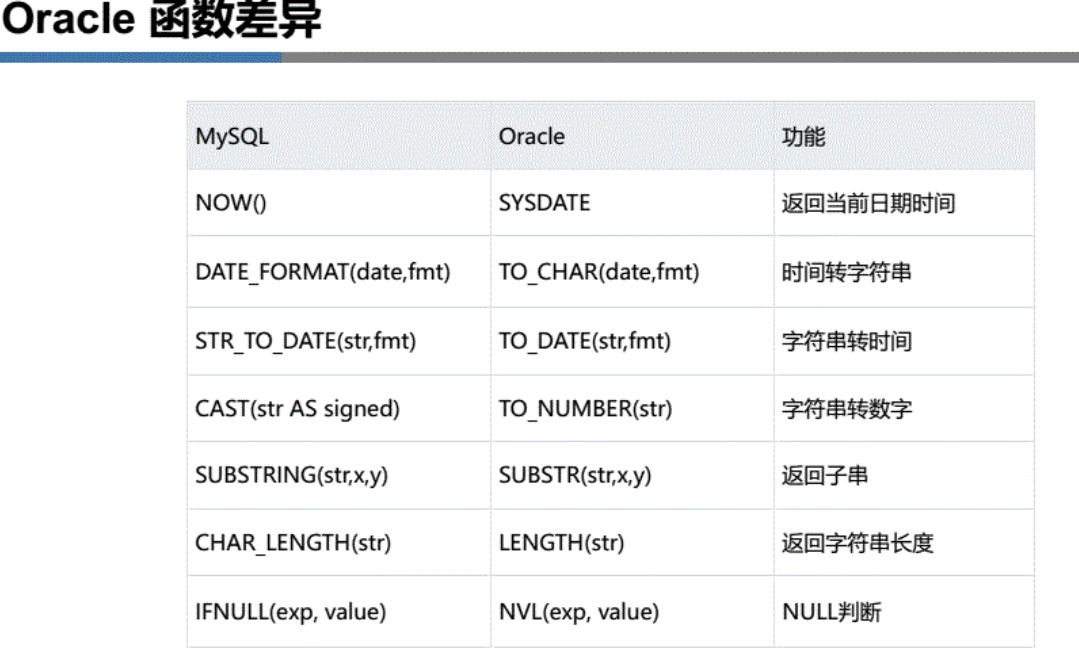 Oracle 函数差异
MySQL Oracle 功能
NOW() SYSDATE 返回当前日期时间
DATE_FORMAT(date,fmt) TO_CHAR(date,fmt) 时间转字符串
STR_TO_DATE(str,fmt) TO_DATE(str,fmt) 字符串转时间
CAST(str AS signed) TO_NUMBER(str) 字符串转数字
SUBSTRING(str,x,y) SUBSTR(str,x,y) 返回子串
CHAR_LENGTH(str) LENGTH(str) 返回字符串长度
IFNULL(exp, value) NVL(exp, value) NULL判断